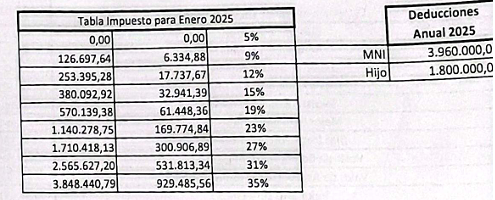 Tabla Impuesto para Enero 2025
0,00 0,00 5%
126.697,64 6.334,88 9%
253.395,28 17.737,67 12%
380.092,92 32.941,39 15%
570.139,38 61.448,36 19%
1.140.278,75 169.774,84 23%
1.710.418,13 300.906,89 27%
2.565.627,20 531.813,34 31%
3.848.440,79 929.485,56 35%
Deducciones
Anual 2025
MNI 3.960.000,0
Hijo 1.800.000,0